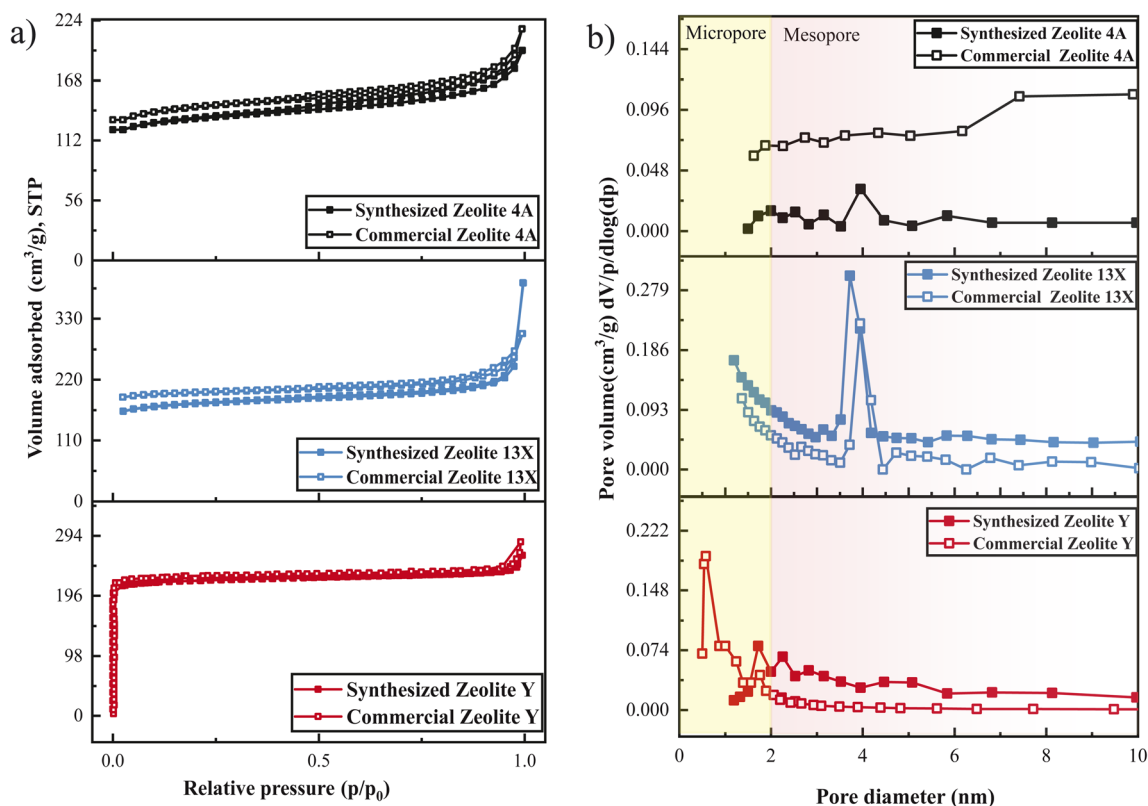 a)
224
168
112
56
0
Synthesized Zeolite 4A
Commercial Zeolite 4A
330
220
110
0
Synthesized Zeolite 13X
Commercial Zeolite 13X
294
196
98
0
Synthesized Zeolite Y
Commercial Zeolite Y
0.0
0.5
1.0
Volume adsorbed (cm³/g), STP
Relative pressure (p/p₀)
b)
Micropore
Mesopore
Synthesized Zeolite 4A
Commercial Zeolite 4A
0.144
0.096
0.048
0.000
Synthesized Zeolite 13X
Commercial Zeolite 13X
0.279
0.186
0.093
0.000
Synthesized Zeolite Y
Commercial Zeolite Y
0.222
0.148
0.074
0.000
0
2
4
6
8
10
Pore volume(cm³/g) dV/p/dlog(dp)
Pore diameter (nm)